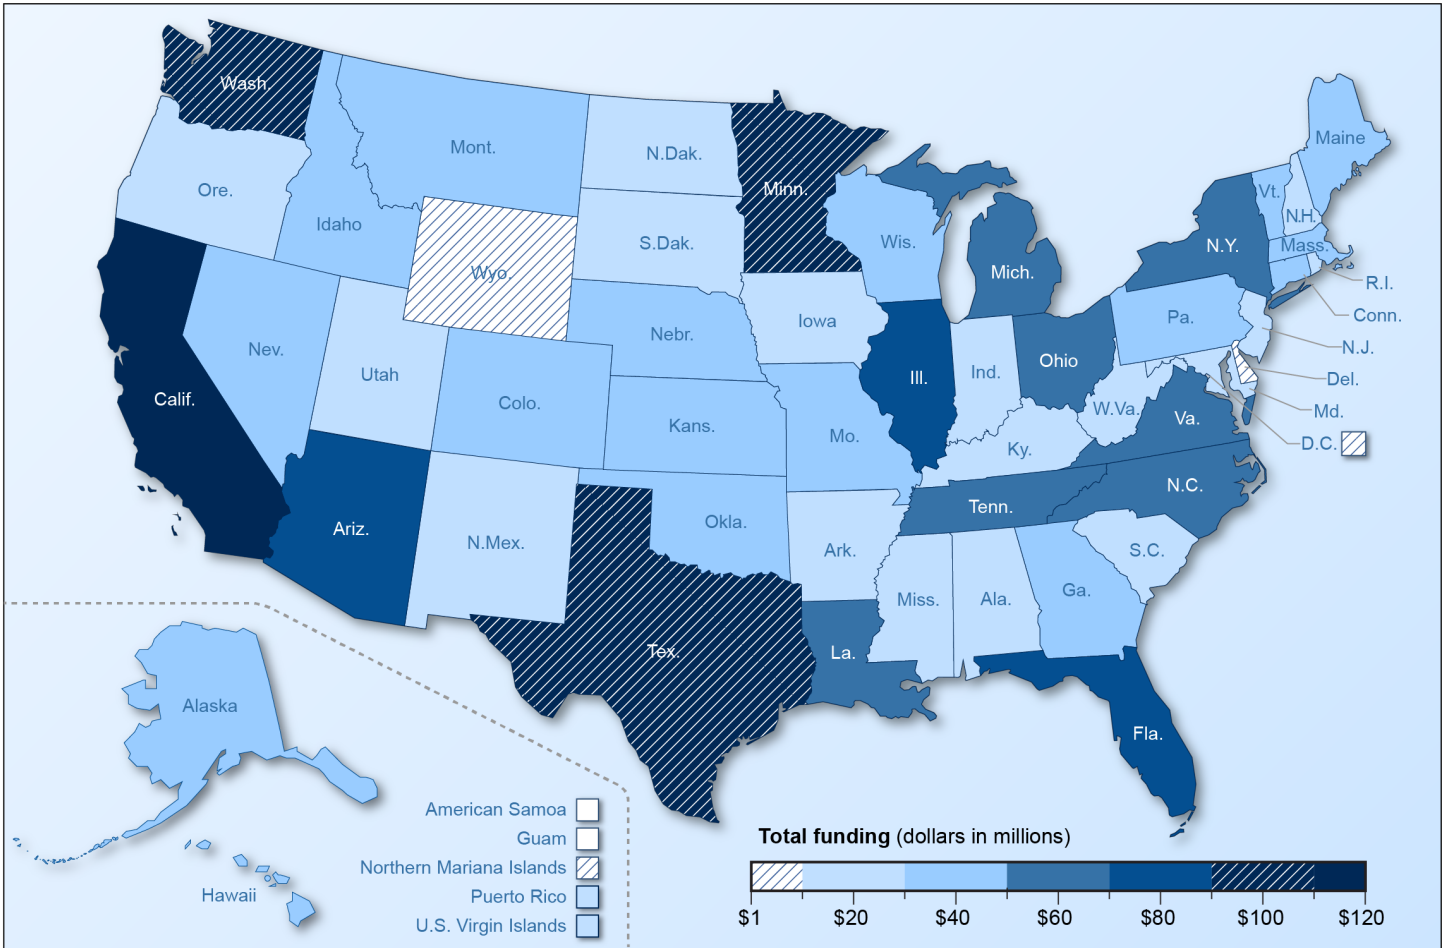 Wash.
Maine
Mont.
N.Dak.
Minn.
Ore.
Vt.
N.H.
Idaho
S.Dak.
Wis.
N.Y.
Mass.
Wyo.
Mich.
R.I.
Conn.
Nebr.
Iowa
Pa.
Nev.
N.J.
Utah
Ill.
Ind.
Ohio
Del.
Calif.
Colo.
W.Va.
Md.
Kans.
Mo.
Va.
D.C.
Ky.
N.C.
Tenn.
Ariz.
Okla.
N.Mex.
Ark.
S.C.
Miss.
Ala.
Ga.
Tex.
La.
Alaska
Fla.
American Samoa
Guam
Northern Mariana Islands
Puerto Rico
U.S. Virgin Islands
Hawaii
Total funding (dollars in millions)
$1 $20 $40 $60 $80 $100 $120